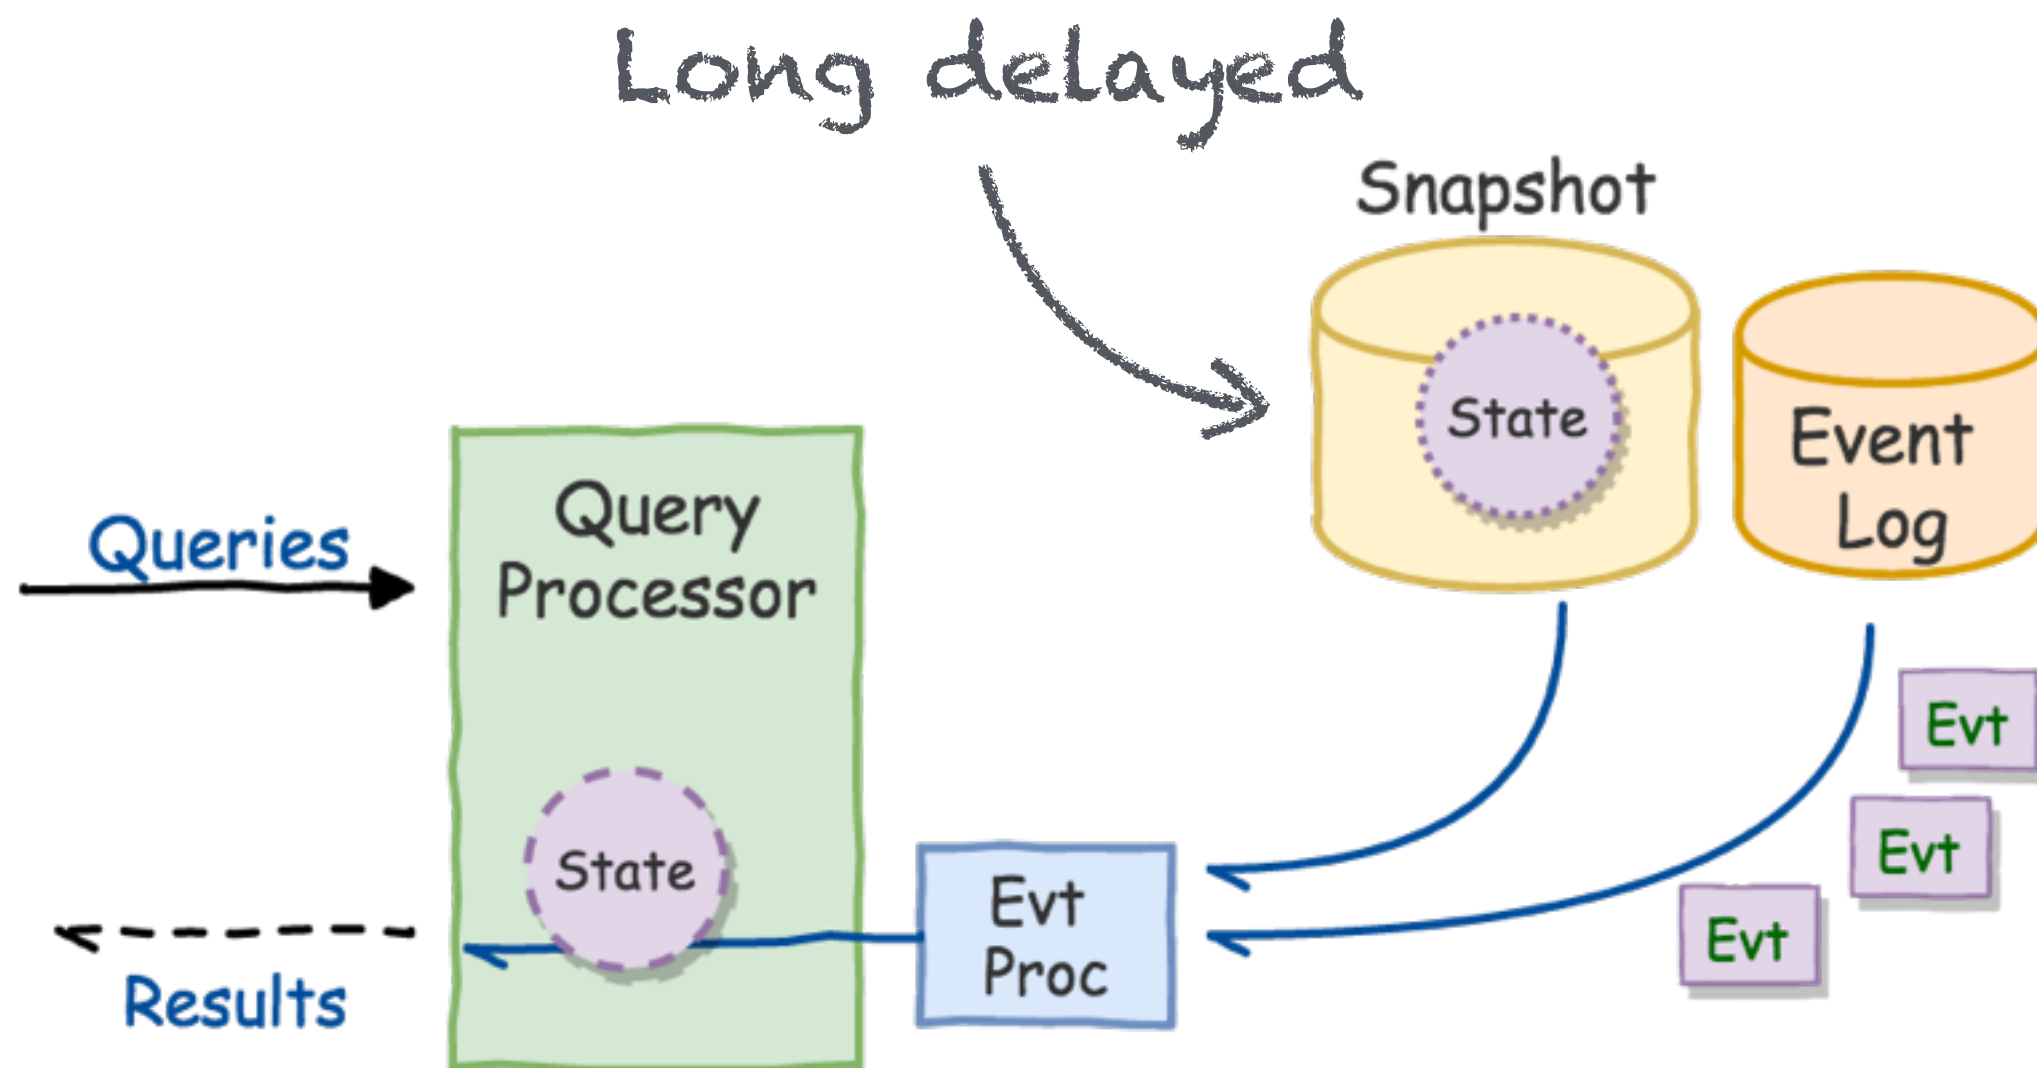 Long delayed
Snapshot
State
Event
Log
Query
Processor
Queries
Evt
Evt
State
Evt
Evt
Proc
Results